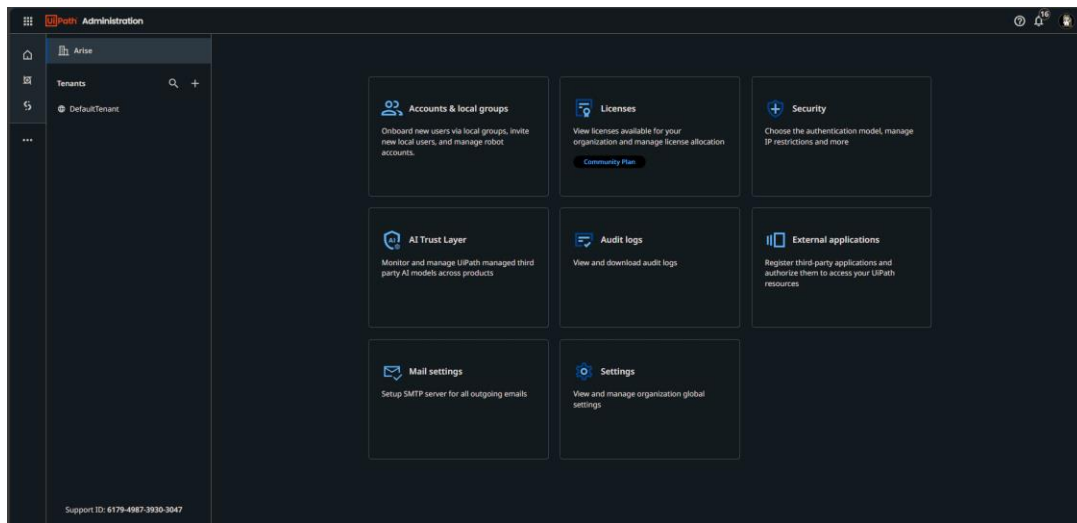 UiPath Administration
16
Arise
Tenants
DefaultTenant
Accounts & local groups
Onboard new users via local groups, invite
new local users, and manage robot
accounts.
Licenses
View licenses available for your
organization and manage license allocation
Community Plan
Security
Choose the authentication model, manage
IP restrictions and more
AI Trust Layer
Monitor and manage UiPath managed third
party AI models across products
Audit logs
View and download audit logs
External applications
Register third-party applications and
authorize them to access your UiPath
resources
Mail settings
Setup SMTP server for all outgoing emails
Settings
View and manage organization global
settings
Support ID: 6179-4987-3930-3047